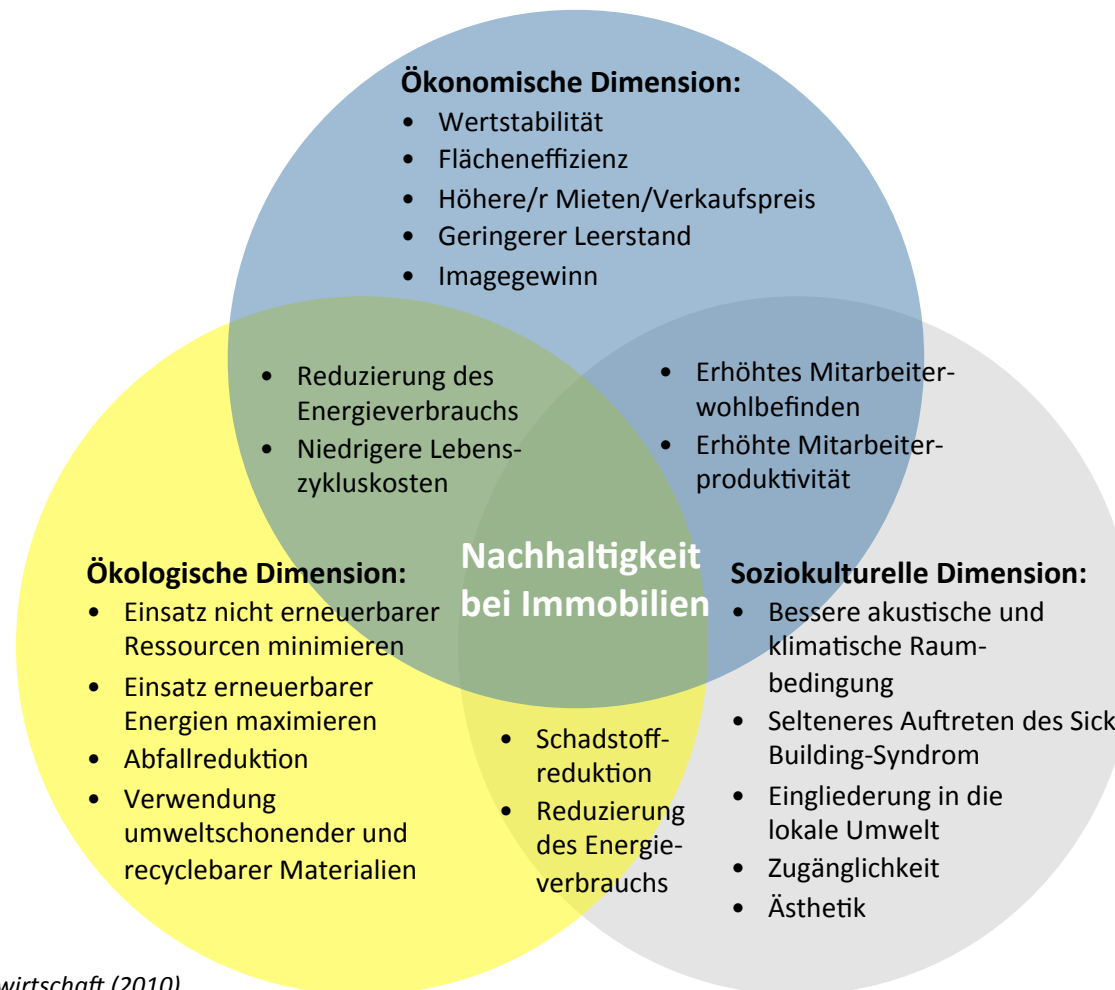 Ökonomische Dimension:
• Wertstabilität
• Flächeneffizienz
• Höhere/r Mieten/Verkaufspreis
• Geringerer Leerstand
• Imagegewinn
• Reduzierung des
Energieverbrauchs
• Niedrigere Lebens-
zykluskosten
• Erhöhtes Mitarbeiter-
wohlbefinden
• Erhöhte Mitarbeiter-
produktivität
Nachhaltigkeit
bei Immobilien
Ökologische Dimension:
• Einsatz nicht erneuerbarer
Ressourcen minimieren
• Einsatz erneuerbarer
Energien maximieren
• Abfallreduktion
• Verwendung
umweltschonender und
recyclebarer Materialien
• Schadstoff-
reduktion
• Reduzierung
des Energie-
verbrauchs
Soziokulturelle Dimension:
• Bessere akustische und
klimatische Raum-
bedingung
• Selteneres Auftreten des Sick
Building-Syndrom
• Eingliederung in die
lokale Umwelt
• Zugänglichkeit
• Ästhetik
wirtschaft (2010)